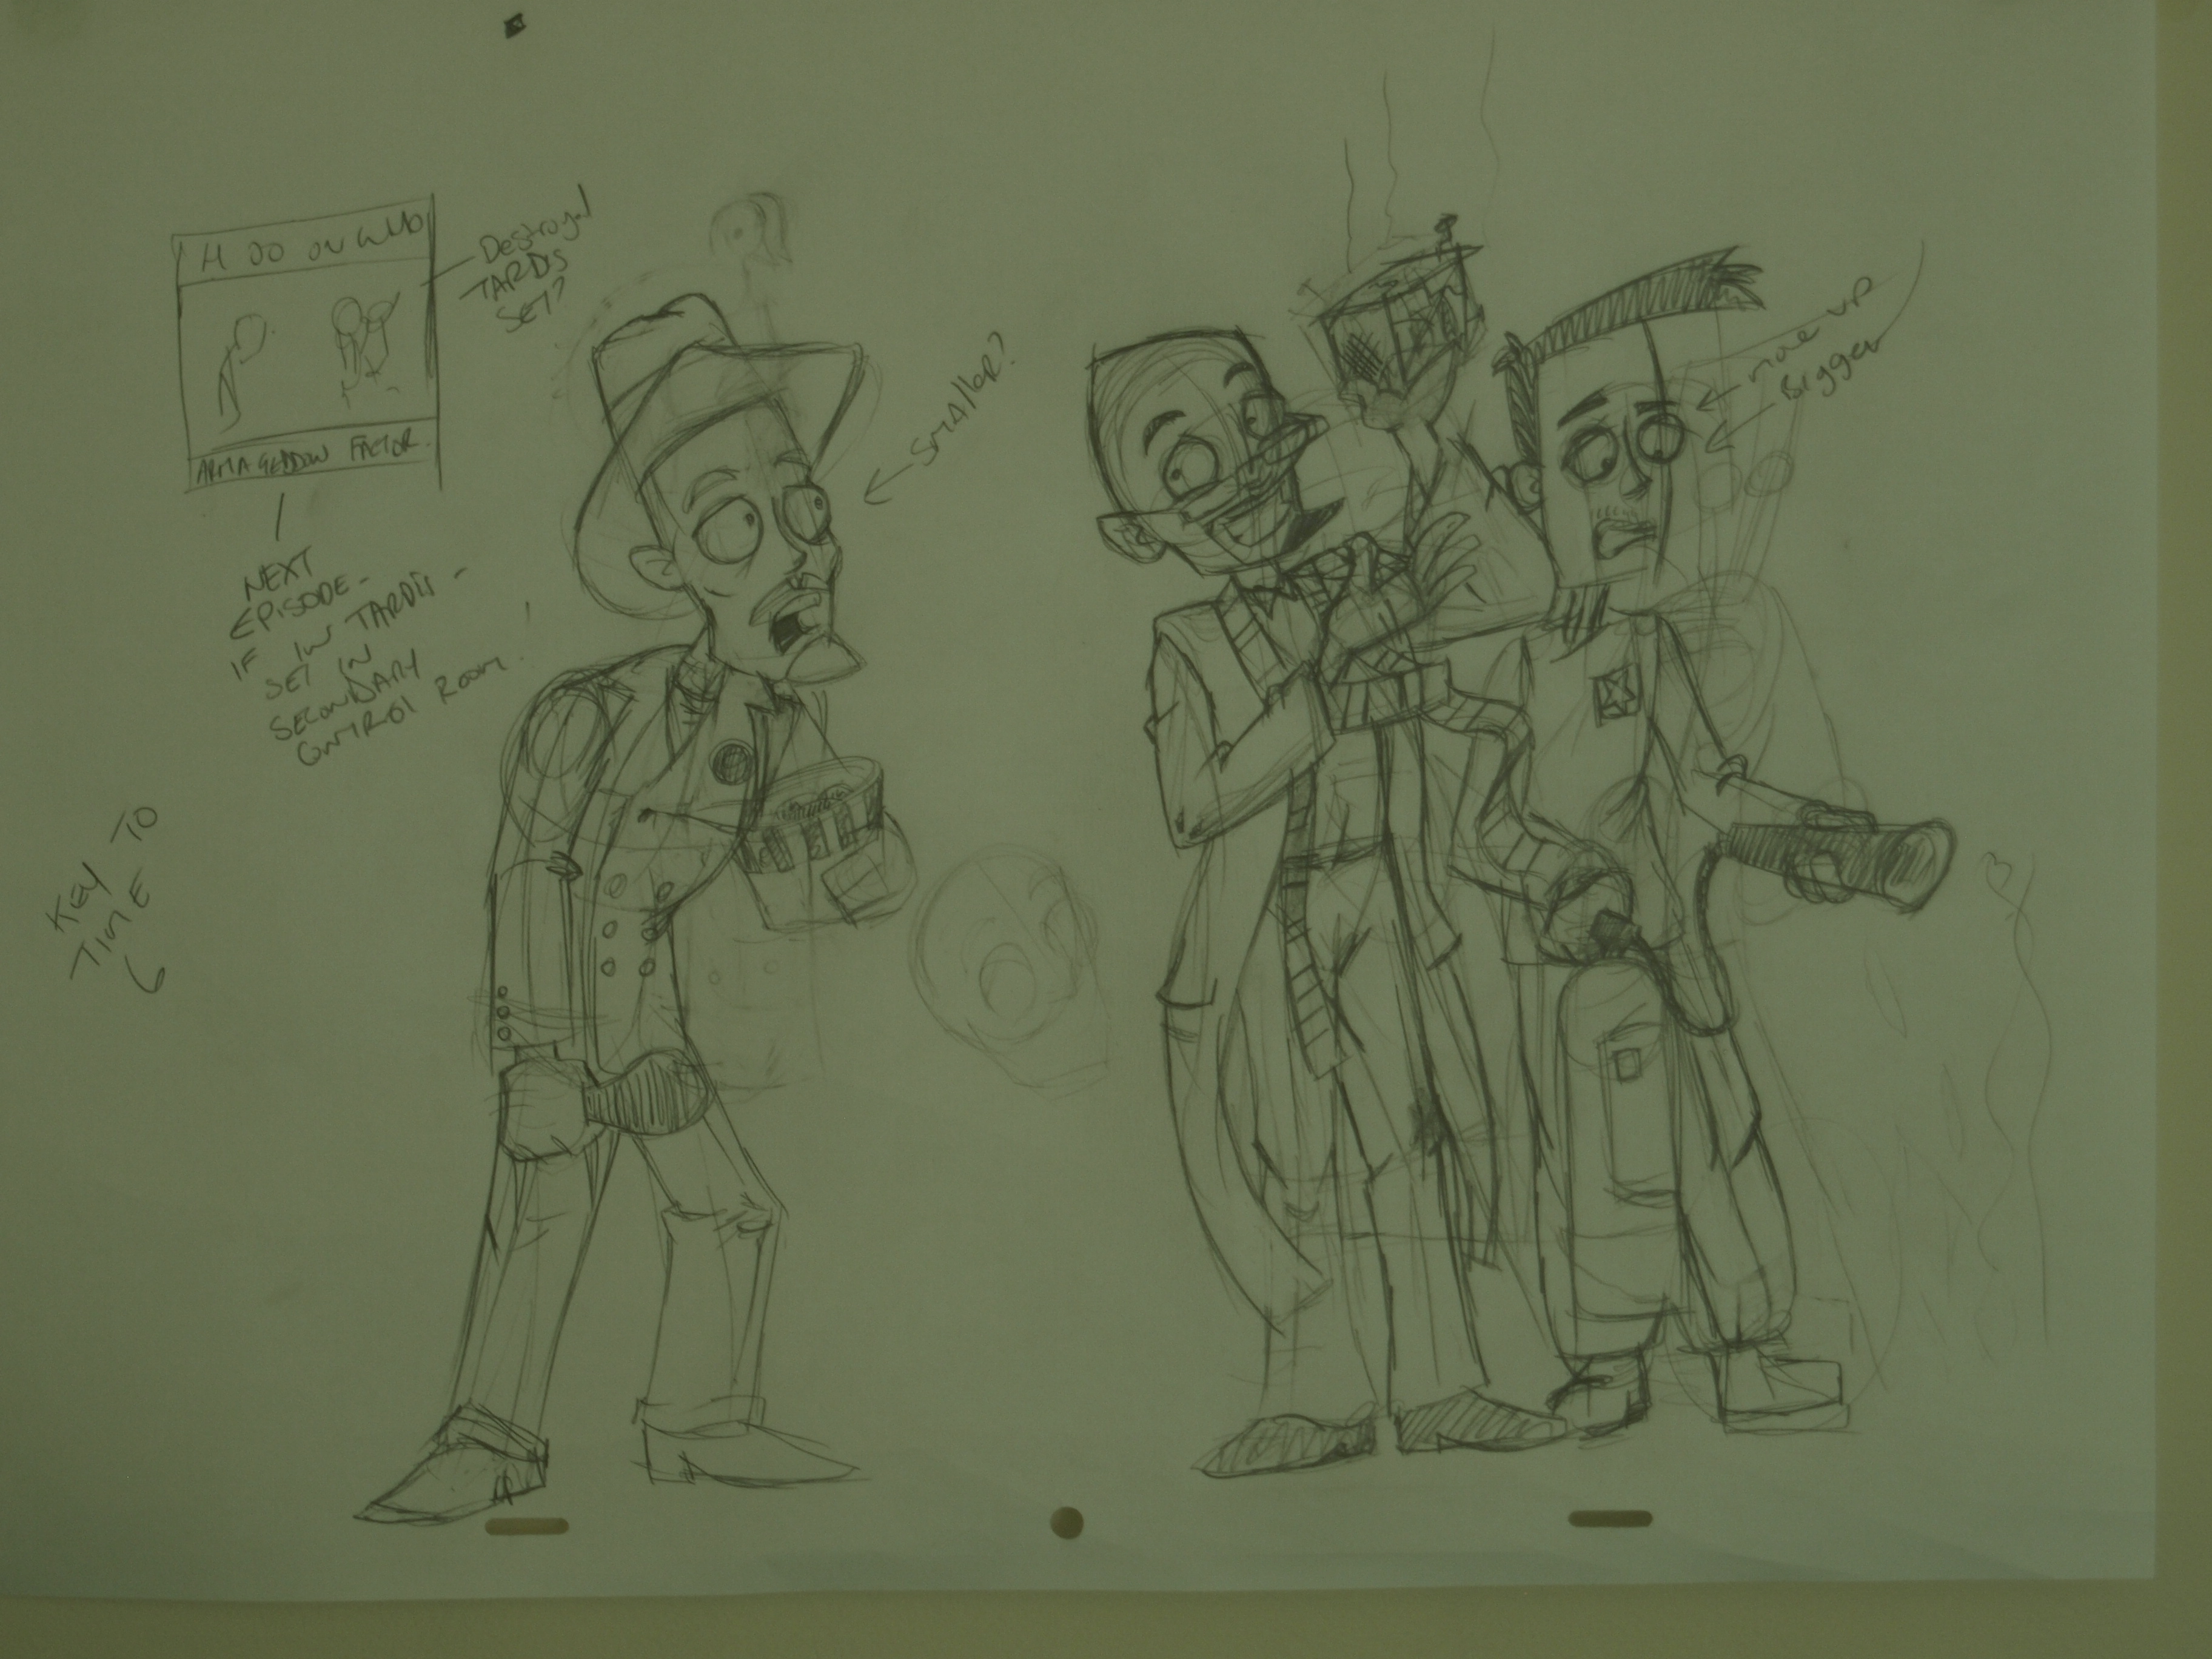 H OO ON WHO
ARMAGEDDON FACTOR.
Destroyed
TARDIS
SET?
NEXT
EPISODE -
IF IN TARDIS -
SET IN
SECONDARY
CONTROL ROOM.
KEY TO
TIME
6
SMAller?
move up
Bigger